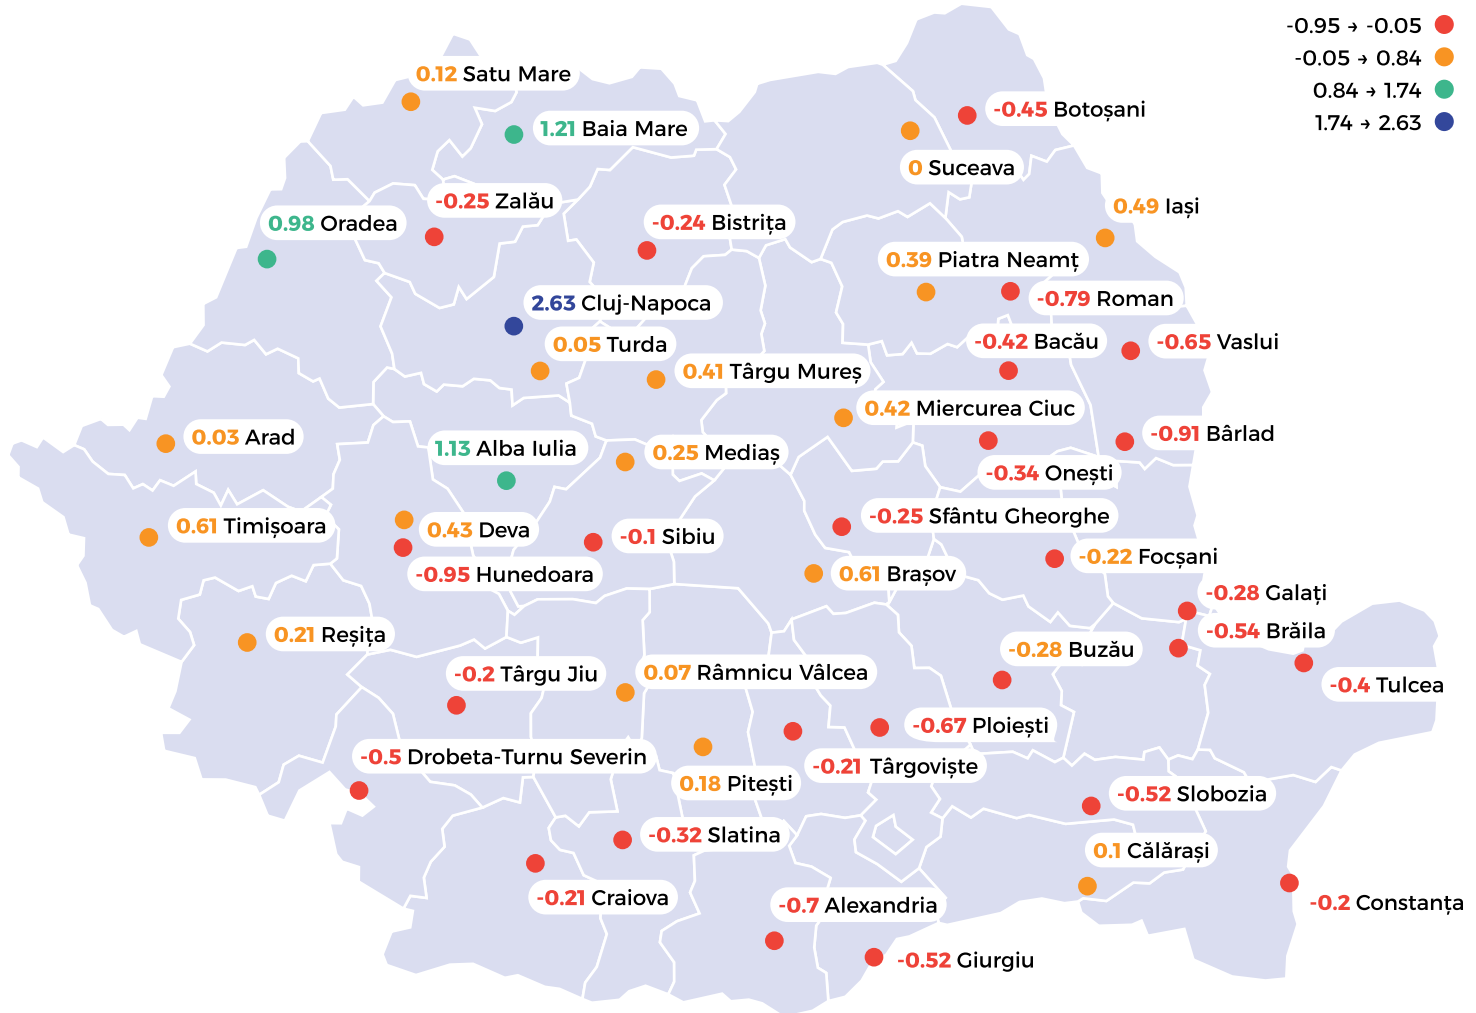 -0.95 → -0.05
-0.05 → 0.84
0.84 → 1.74
1.74 → 2.63
0.12 Satu Mare
1.21 Baia Mare
-0.45 Botoșani
0 Suceava
-0.25 Zalău
0.98 Oradea
-0.24 Bistrița
0.49 Iași
0.39 Piatra Neamț
-0.79 Roman
2.63 Cluj-Napoca
0.05 Turda
-0.42 Bacău
-0.65 Vaslui
0.41 Târgu Mureș
0.42 Miercurea Ciuc
0.03 Arad
1.13 Alba Iulia
0.25 Mediaș
-0.91 Bârlad
-0.34 Onești
0.61 Timișoara
0.43 Deva
-0.1 Sibiu
-0.25 Sfântu Gheorghe
-0.22 Focșani
-0.95 Hunedoara
0.61 Brașov
-0.28 Galați
0.21 Reșița
-0.54 Brăila
-0.28 Buzău
-0.2 Târgu Jiu
0.07 Râmnicu Vâlcea
-0.4 Tulcea
-0.67 Ploiești
-0.5 Drobeta-Turnu Severin
-0.21 Târgoviște
0.18 Pitești
-0.52 Slobozia
-0.32 Slatina
0.1 Călărași
-0.21 Craiova
-0.7 Alexandria
-0.2 Constanța
-0.52 Giurgiu